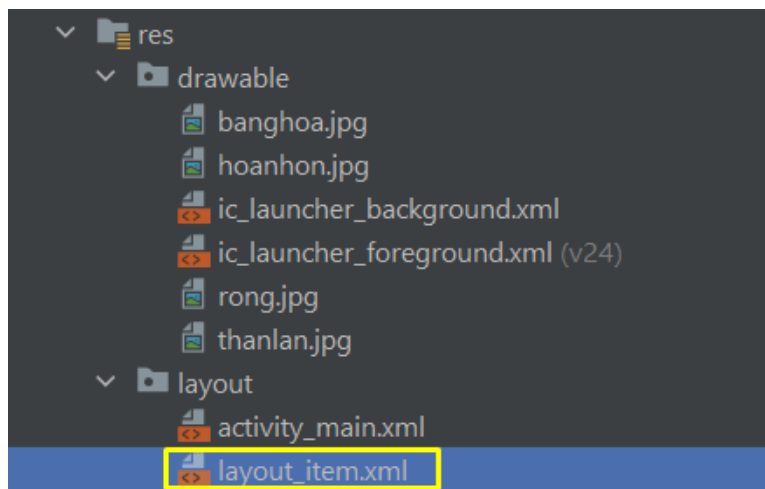 res
drawable
banghoa.jpg
hoanhon.jpg
ic_launcher_background.xml
ic_launcher_foreground.xml (v24)
rong.jpg
thanlan.jpg
layout
activity_main.xml
layout_item.xml